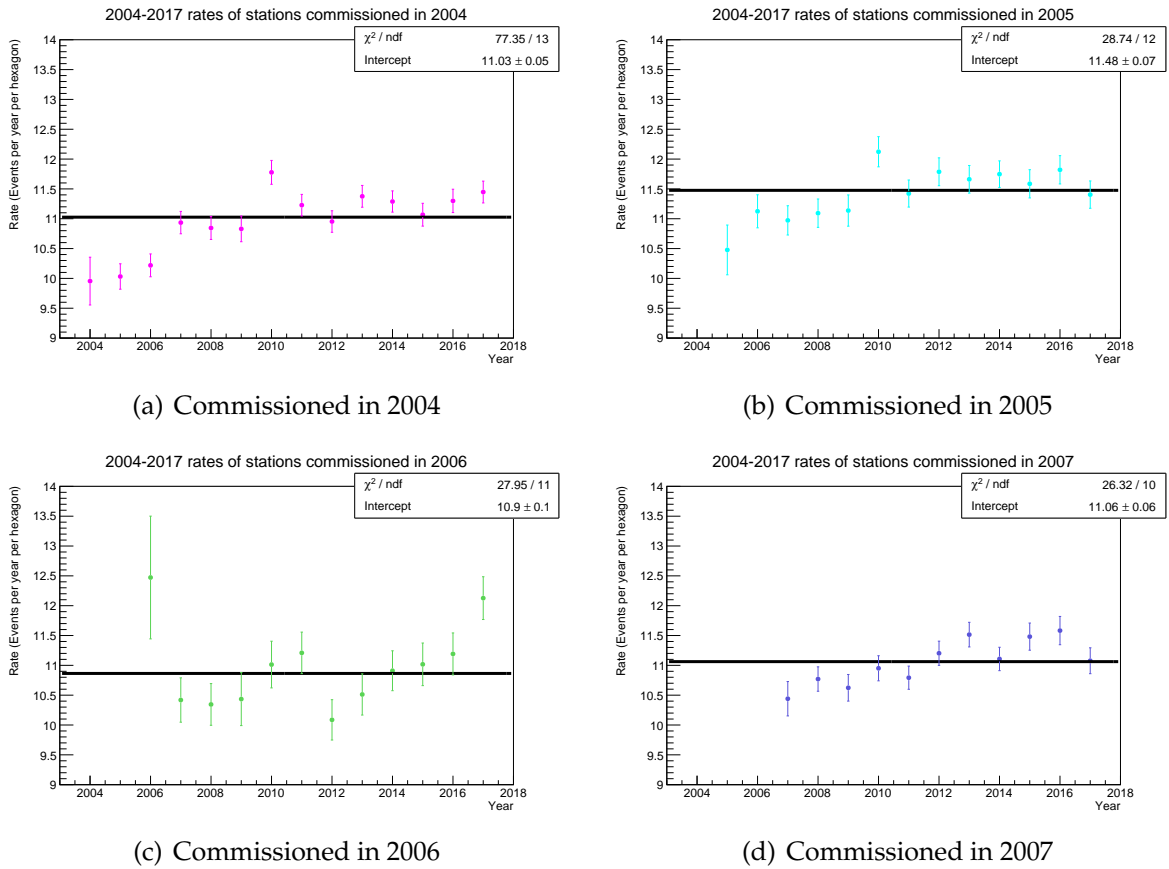 2004-2017 rates of stations commissioned in 2004
χ² / ndf 77.35 / 13
Intercept 11.03 ± 0.05
Rate (Events per year per hexagon)
14
13.5
13
12.5
12
11.5
11
10.5
10
9.5
9
2004 2006 2008 2010 2012 2014 2016 2018
Year
(a) Commissioned in 2004
2004-2017 rates of stations commissioned in 2005
χ² / ndf 28.74 / 12
Intercept 11.48 ± 0.07
Rate (Events per year per hexagon)
14
13.5
13
12.5
12
11.5
11
10.5
10
9.5
9
2004 2006 2008 2010 2012 2014 2016 2018
Year
(b) Commissioned in 2005
2004-2017 rates of stations commissioned in 2006
χ² / ndf 27.95 / 11
Intercept 10.9 ± 0.1
Rate (Events per year per hexagon)
14
13.5
13
12.5
12
11.5
11
10.5
10
9.5
9
2004 2006 2008 2010 2012 2014 2016 2018
Year
(c) Commissioned in 2006
2004-2017 rates of stations commissioned in 2007
χ² / ndf 26.32 / 10
Intercept 11.06 ± 0.06
Rate (Events per year per hexagon)
14
13.5
13
12.5
12
11.5
11
10.5
10
9.5
9
2004 2006 2008 2010 2012 2014 2016 2018
Year
(d) Commissioned in 2007